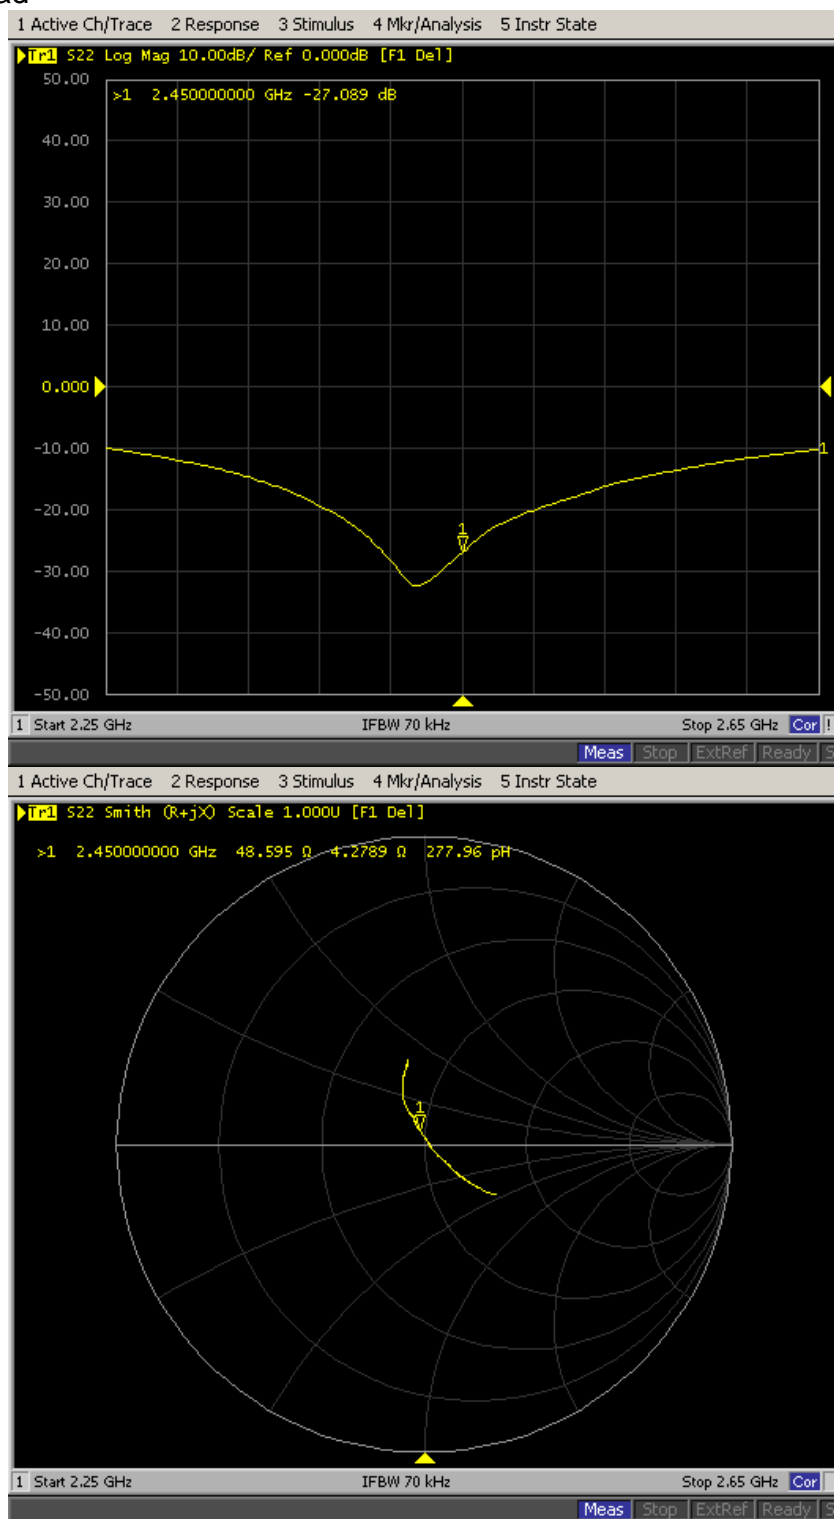 1 Active Ch/Trace 2 Response 3 Stimulus 4 Mkr/Analysis 5 Instr State
Tr1 S22 Log Mag 10.00dB/ Ref 0.000dB [F1 Del]
50.00
>1 2.450000000 GHz -27.089 dB
40.00
30.00
20.00
10.00
0.000
-10.00
1
-20.00
1
-30.00
-40.00
-50.00
1 Start 2.25 GHz IFBW 70 kHz Stop 2.65 GHz Cor !
Meas Stop ExtRef Ready
1 Active Ch/Trace 2 Response 3 Stimulus 4 Mkr/Analysis 5 Instr State
Tr1 S22 Smith (R+jX) Scale 1.000U [F1 Del]
>1 2.450000000 GHz 48.595 Ω 4.2789 Ω 277.96 pH
1
1 Start 2.25 GHz IFBW 70 kHz Stop 2.65 GHz Cor
Meas Stop ExtRef Ready